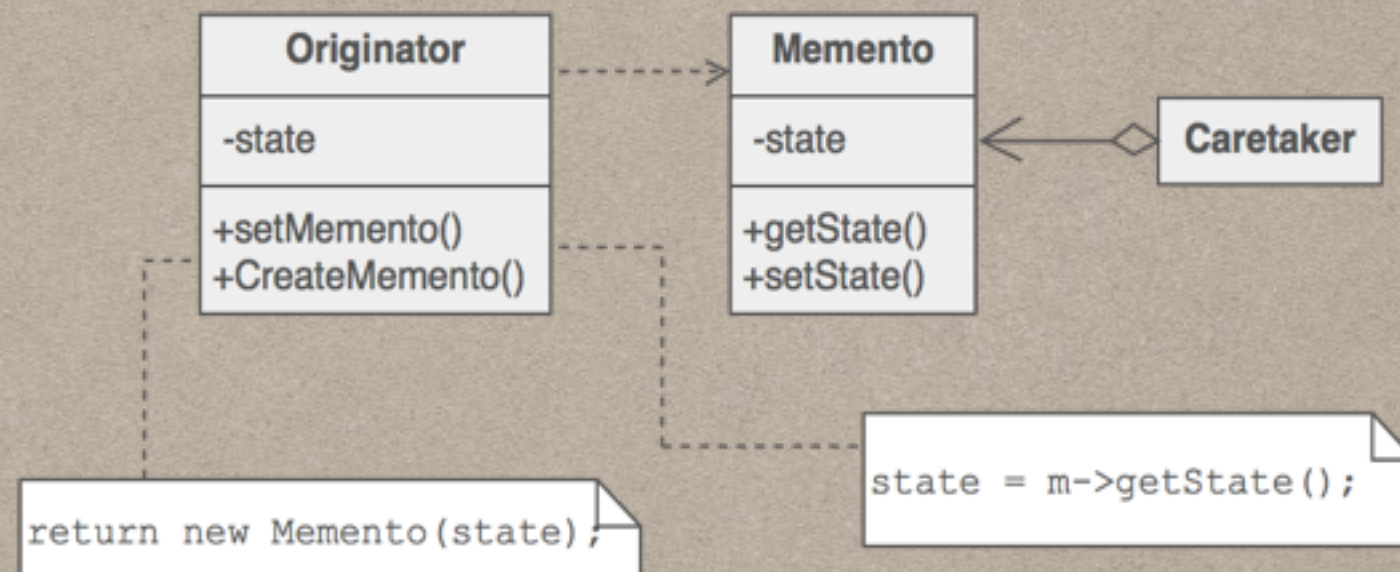 Originator
-state
+setMemento()
+CreateMemento()
Memento
-state
+getState()
+setState()
Caretaker
state = m->getState();
return new Memento(state);